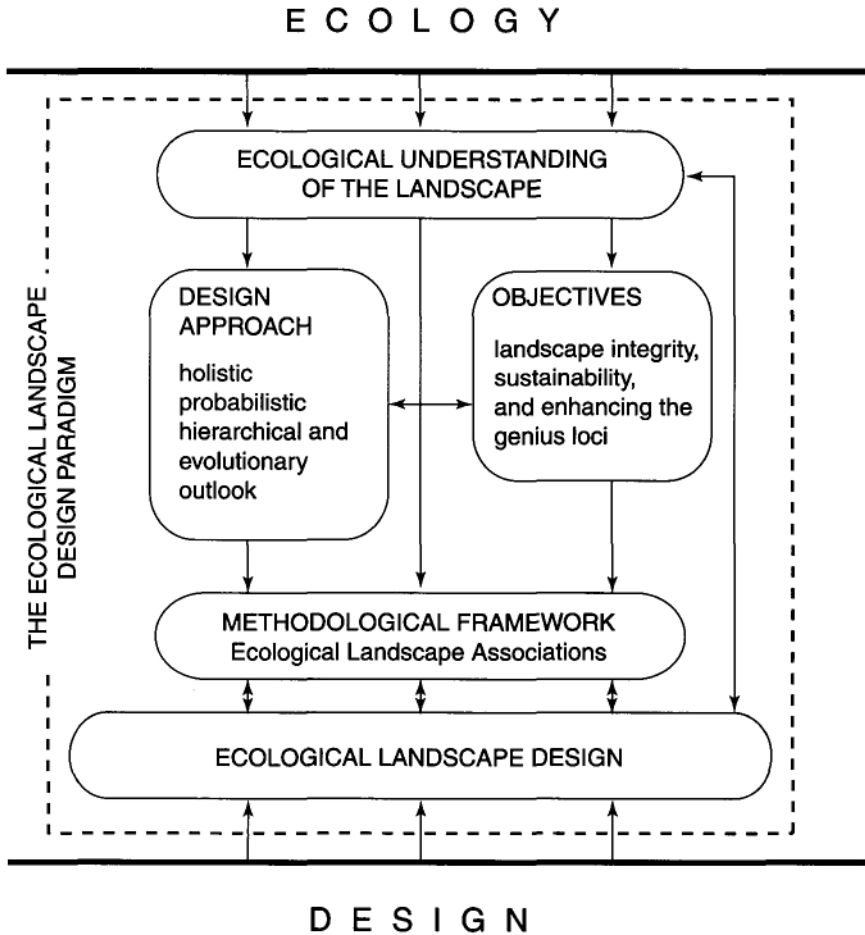 ECOLOGY
ECOLOGICAL UNDERSTANDING
OF THE LANDSCAPE
THE ECOLOGICAL LANDSCAPE
DESIGN PARADIGM
DESIGN
APPROACH
holistic
probabilistic
hierarchical and
evolutionary
outlook
OBJECTIVES
landscape integrity,
sustainability,
and enhancing the
genius loci
METHODOLOGICAL FRAMEWORK
Ecological Landscape Associations
ECOLOGICAL LANDSCAPE DESIGN
DESIGN